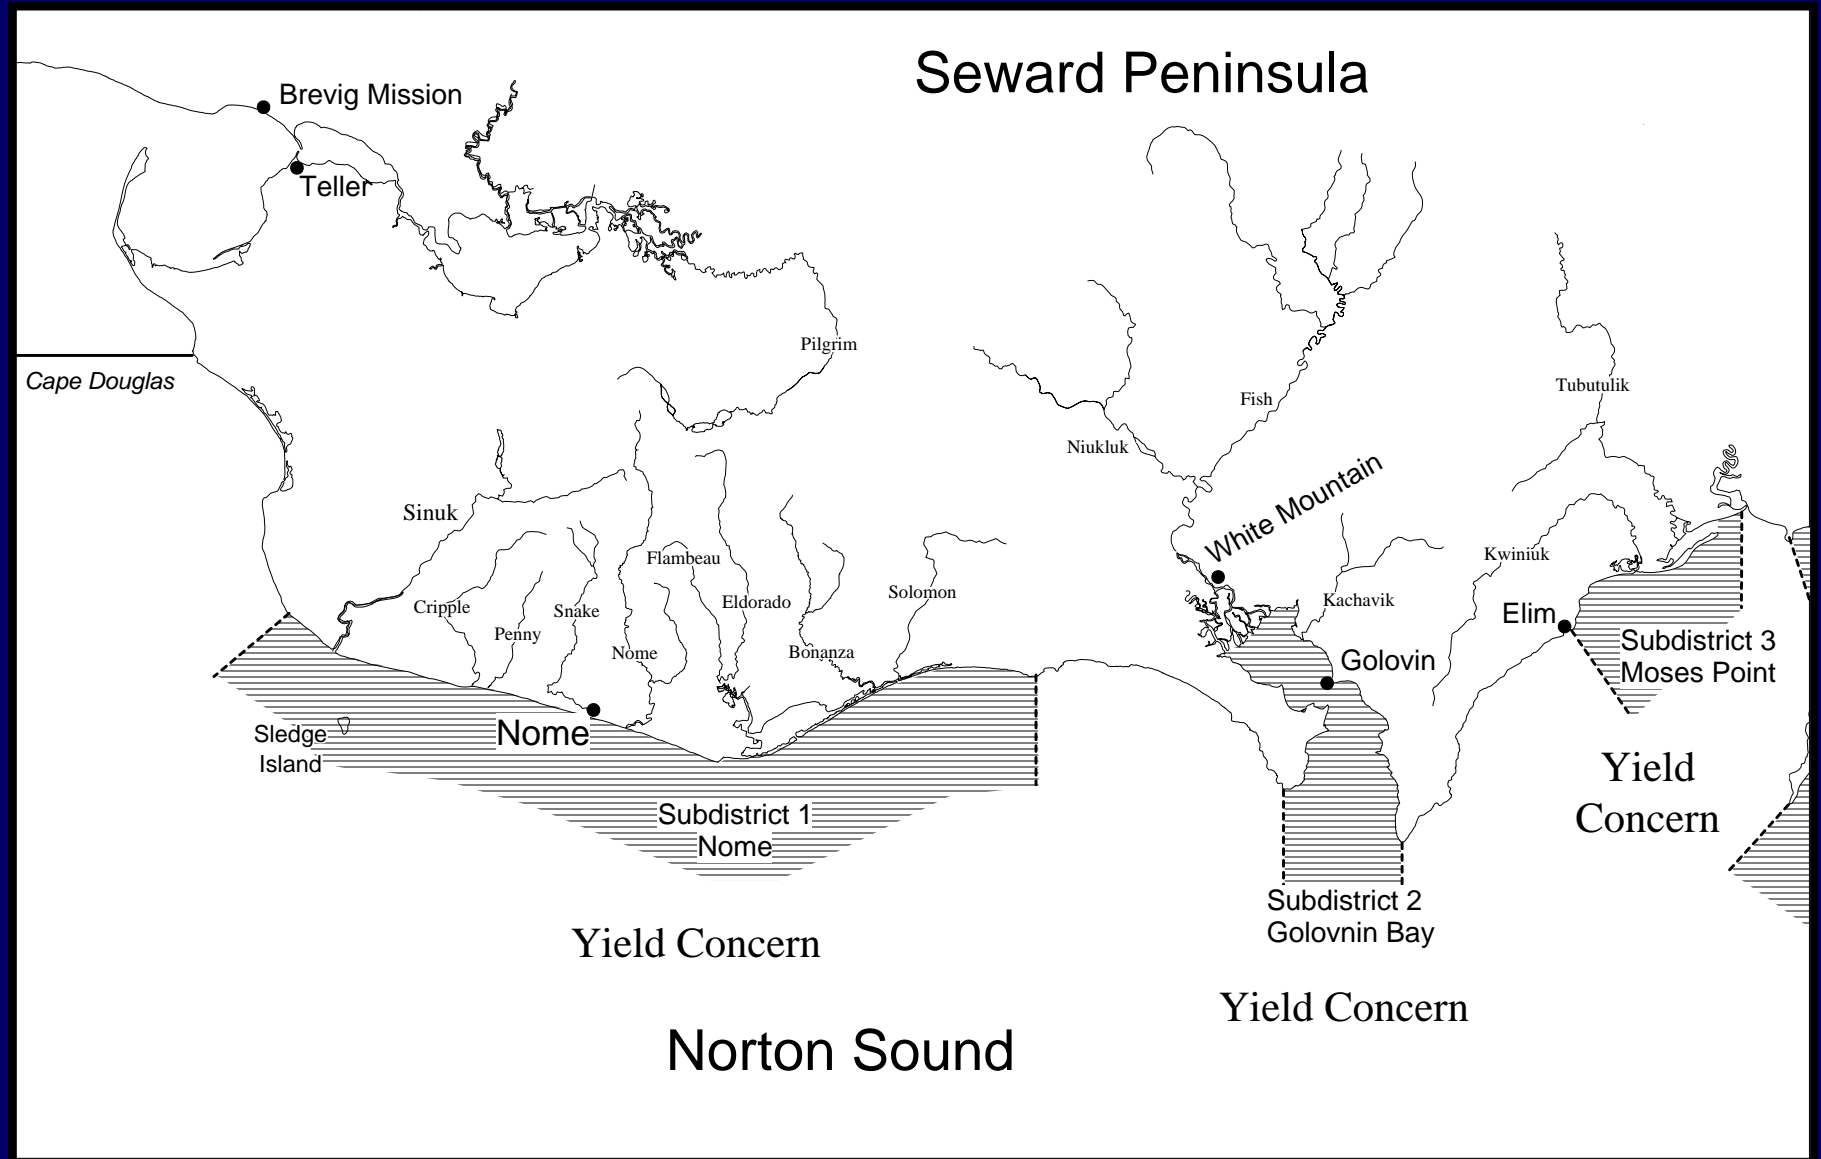 Seward Peninsula
Brevig Mission
Teller
Pilgrim
Cape Douglas
Fish
Tubutulik
Niukluk
White Mountain
Sinuk
Flambeau
Kwiniuk
Cripple
Snake
Eldorado
Solomon
Kachavik
Elim
Penny
Nome
Bonanza
Golovin
Subdistrict 3
Moses Point
Nome
Sledge
Island
Yield
Concern
Subdistrict 1
Nome
Subdistrict 2
Golovnin Bay
Yield Concern
Yield Concern
Norton Sound